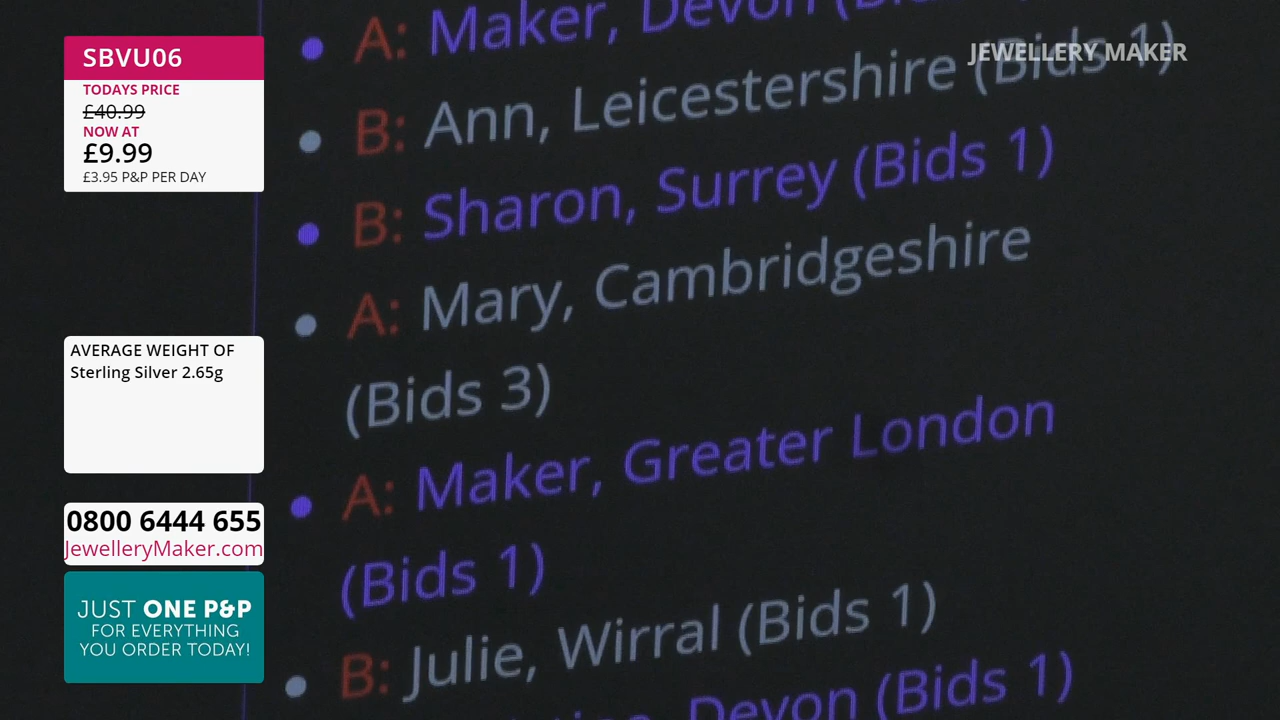 SBVU06
TODAYS PRICE
£40.99
NOW AT
£9.99
£3.95 P&P PER DAY
AVERAGE WEIGHT OF
Sterling Silver 2.65g
0800 6444 655
JewelleryMaker.com
JUST ONE P&P
FOR EVERYTHING
YOU ORDER TODAY!
JEWELLERY MAKER
A: Maker, Devon
B: Ann, Leicestershire (Bids 1)
B: Sharon, Surrey (Bids 1)
A: Mary, Cambridgeshire
(Bids 3)
A: Maker, Greater London
(Bids 1)
B: Julie, Wirral (Bids 1)
Devon (Bids 1)